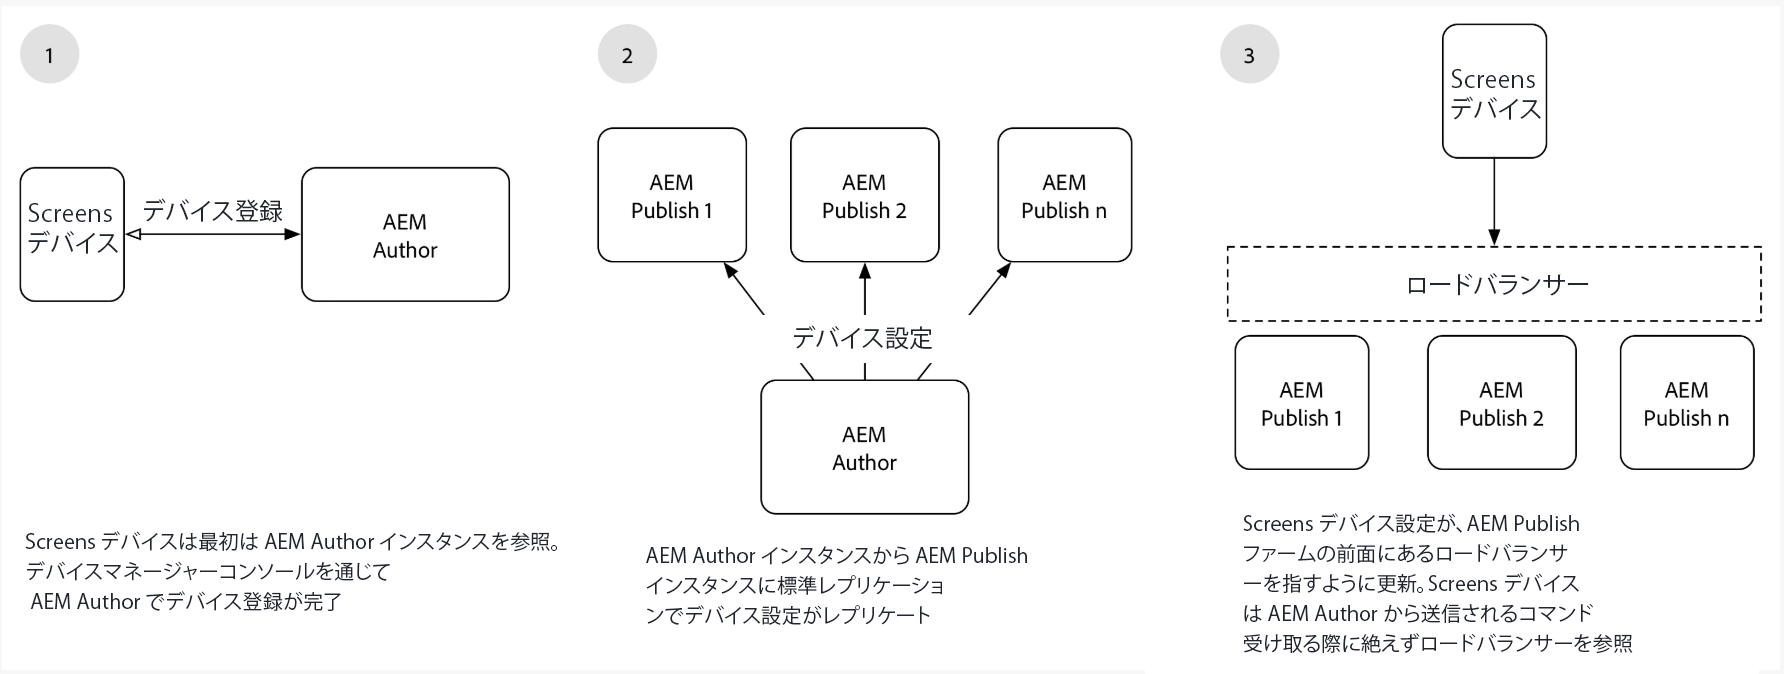 1
Screens
デバイス
デバイス登録
AEM
Author
Screens デバイスは最初は AEM Author インスタンスを参照。
デバイスマネージャーコンソールを通じて
AEM Author でデバイス登録が完了
2
AEM
Publish 1
AEM
Publish 2
AEM
Publish n
デバイス設定
AEM
Author
AEM Author インスタンスから AEM Publish
インスタンスに標準レプリケーショ
ンでデバイス設定がレプリケート
3
Screens
デバイス
ロードバランサー
AEM
Publish 1
AEM
Publish 2
AEM
Publish n
Screens デバイス設定が、AEM Publish
ファームの前面にあるロードバランサ
ーを指すように更新。Screens デバイス
は AEM Author から送信されるコマンド
受け取る際に絶えずロードバランサーを参照